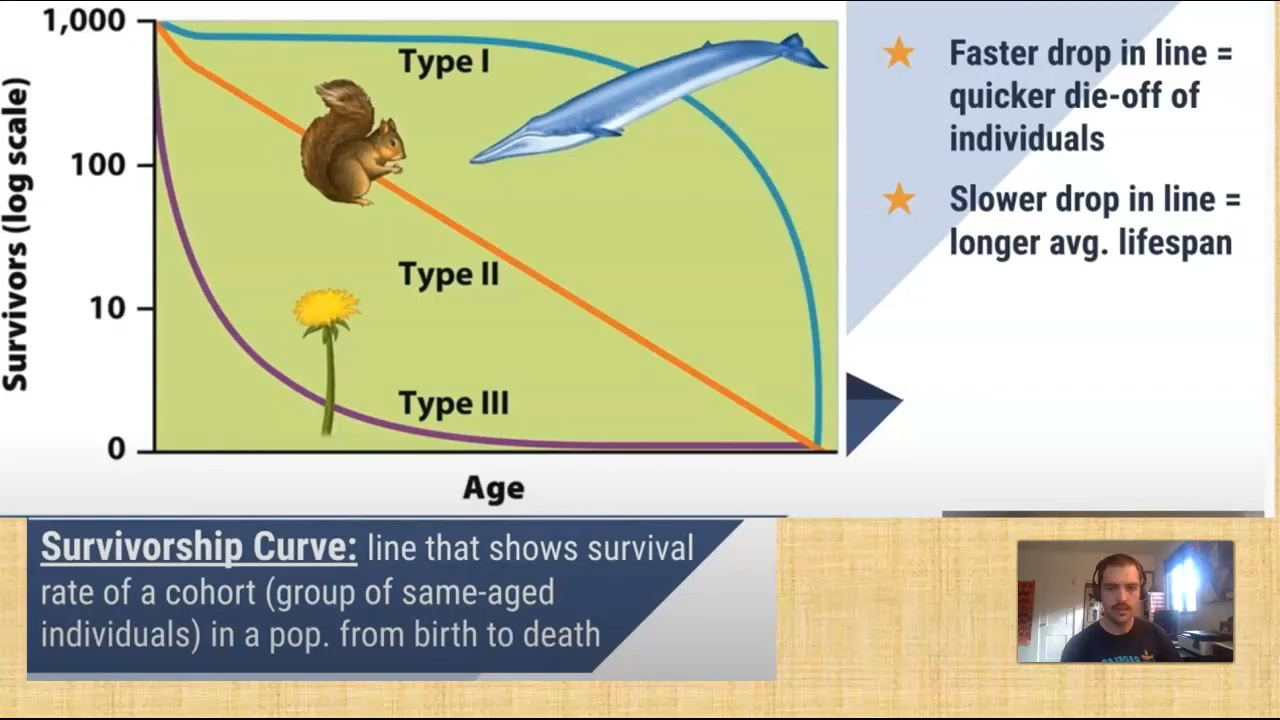 1,000
100
10
0
Survivors (log scale)
Type I
Type II
Type III
Age
Faster drop in line =
quicker die-off of
individuals
Slower drop in line =
longer avg. lifespan
Survivorship Curve: line that shows survival
rate of a cohort (group of same-aged
individuals) in a pop. from birth to death